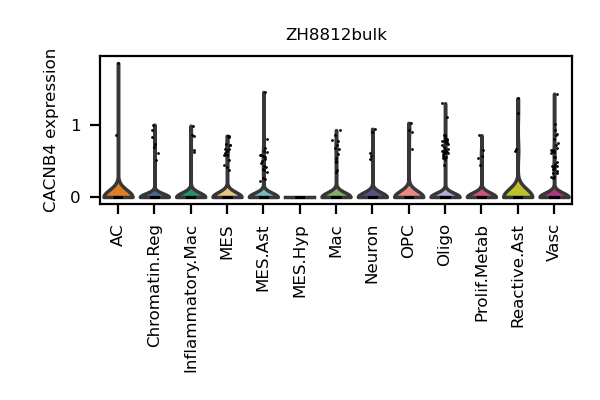 ZH8812bulk
CACNB4 expression
1
0
AC
Chromatin.Reg
Inflammatory.Mac
MES
MES.Ast
MES.Hyp
Mac
Neuron
OPC
Oligo
Prolif.Metab
Reactive.Ast
Vasc